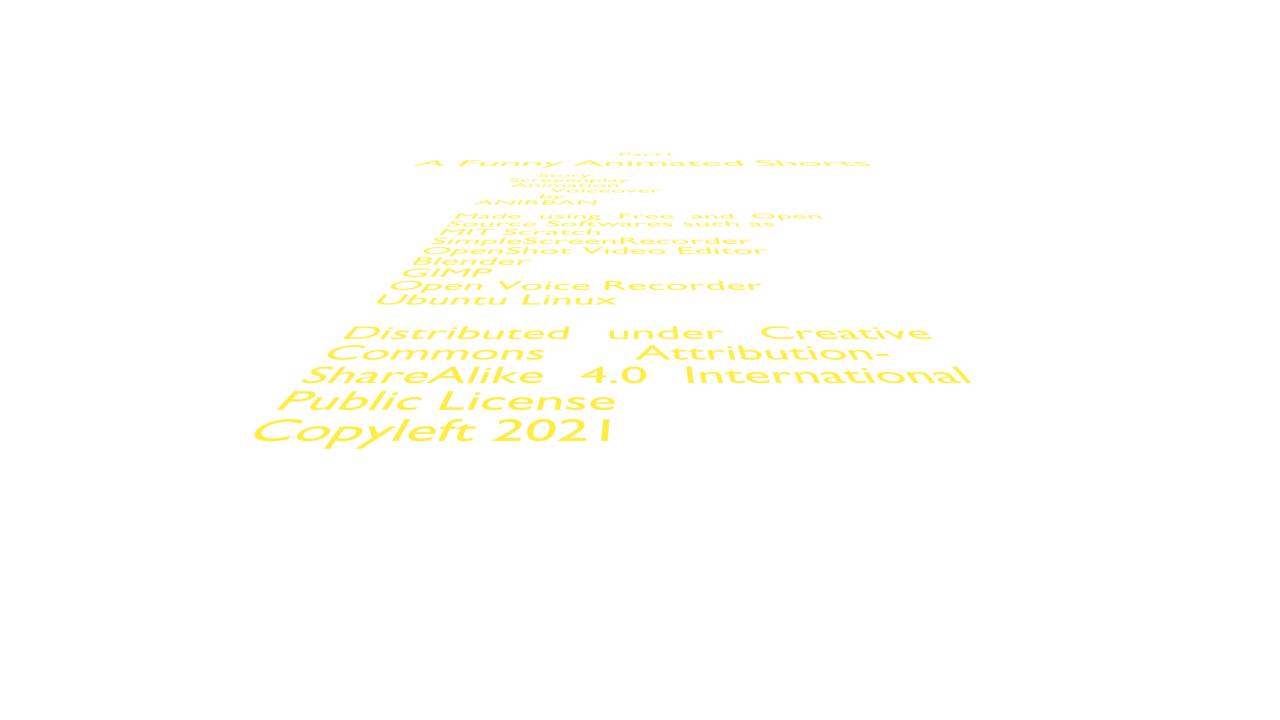 Part I
A Funny Animated Shorts
Story
Screeenplay
Animation
Voiceover
by
ANIRBAN
Made using Free and Open
Source Softwares such as
MIT Scratch
SimpleScreenRecorder
OpenShot Video Editor
Blender
GIMP
Open Voice Recorder
Ubuntu Linux
Distributed under Creative
Commons Attribution-
ShareAlike 4.0 International
Public License
Copyleft 2021